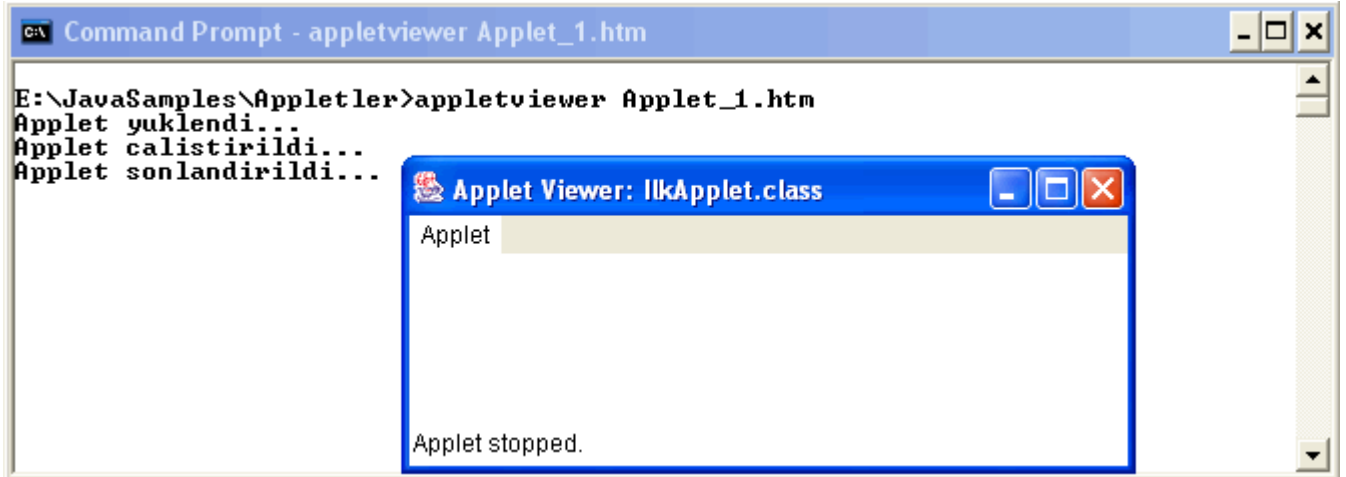 Command Prompt - appletviewer Applet_1.htm
E:\JavaSamples\Appletler>appletviewer Applet_1.htm
Applet yuklendi...
Applet calistirildi...
Applet sonlandirildi...
Applet Viewer: IlkApplet.class
Applet
Applet stopped.